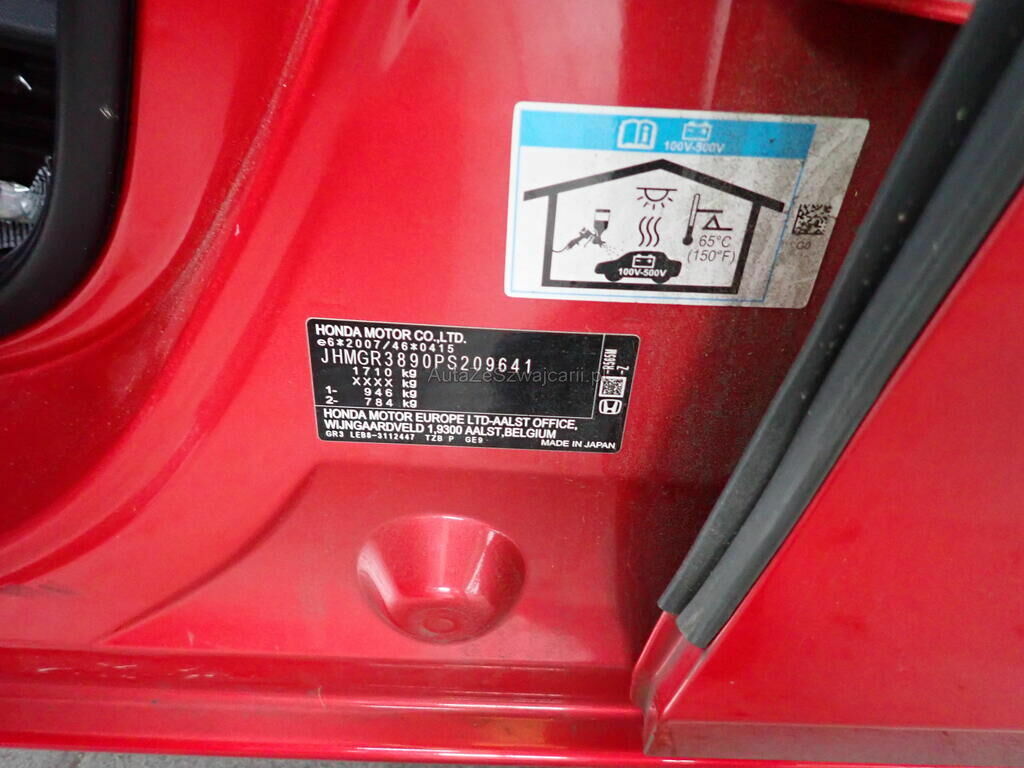 100V-500V
65°C
(150°F)
100V-500V
G0
HONDA MOTOR CO.,LTD.
e6*2007/46*0415
JHMGR3890PS209641
1710 kg
XXXX kg
1- 946 kg
2- 784 kg
HONDA MOTOR EUROPE LTD-AALST OFFICE,
WIJNGAARDVELD 1,9300 AALST,BELGIUM
GR3 LEB8-3112447 TZB P GE9
MADE IN JAPAN
AutaZeSzwajcarii.pl